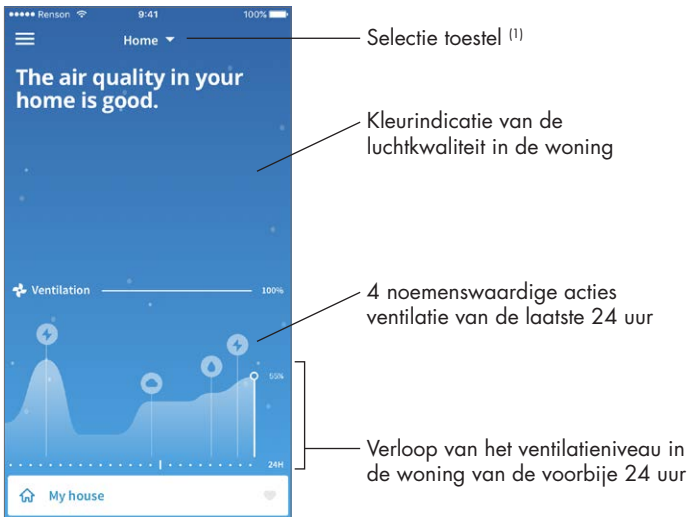 Renson 9:41 100%
Home
Selectie toestel (1)
The air quality in your
home is good.
Kleurindicatie van de
luchtkwaliteit in de woning
Ventilation 100%
4 noemenswaardige acties
ventilatie van de laatste 24 uur
55%
Verloop van het ventilatieniveau in
de woning van de voorbije 24 uur
24H
My house